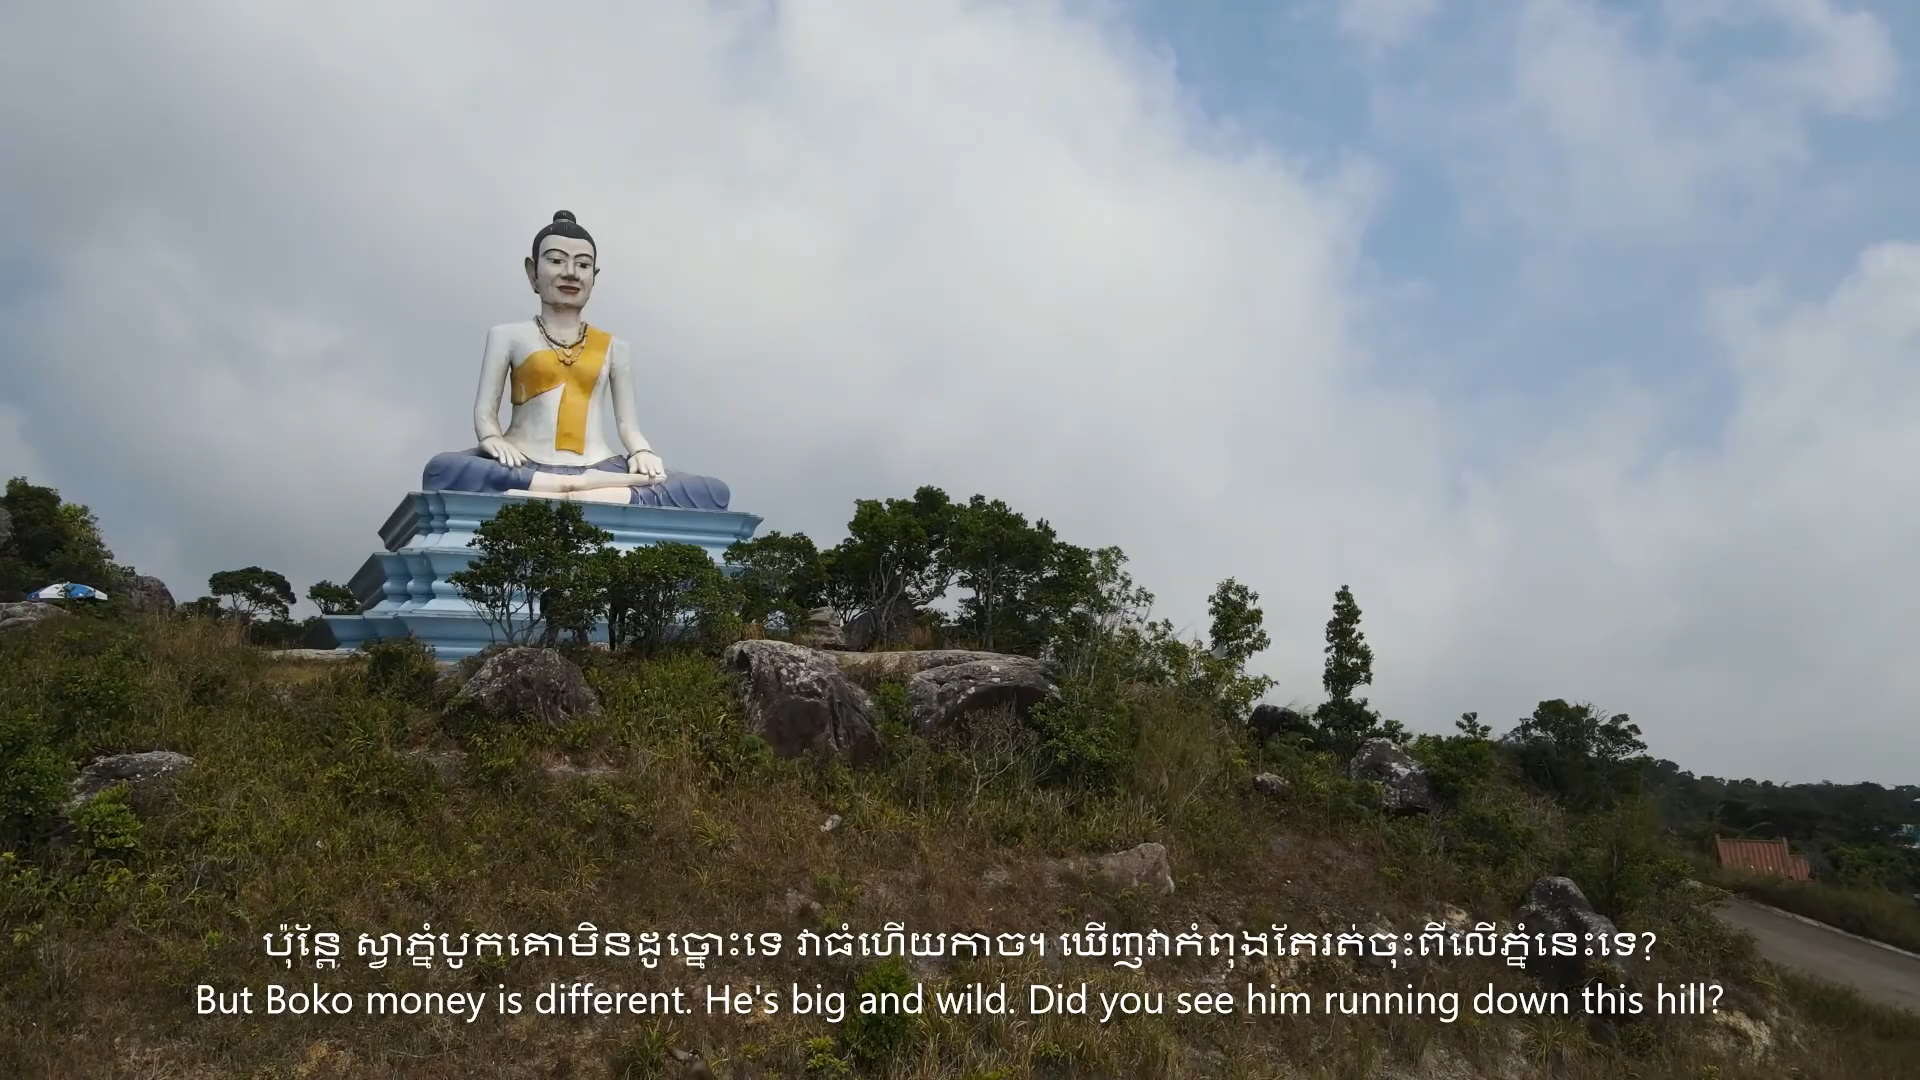 ប៉ុន្តែ ស្វាភ្នំបូកគោមិនដូច្នោះទេ វាធំហើយកាច។ ឃើញវាកំពុងតែរត់ចុះពីលើភ្នំនេះទេ?
But Boko money is different. He's big and wild. Did you see him running down this hill?